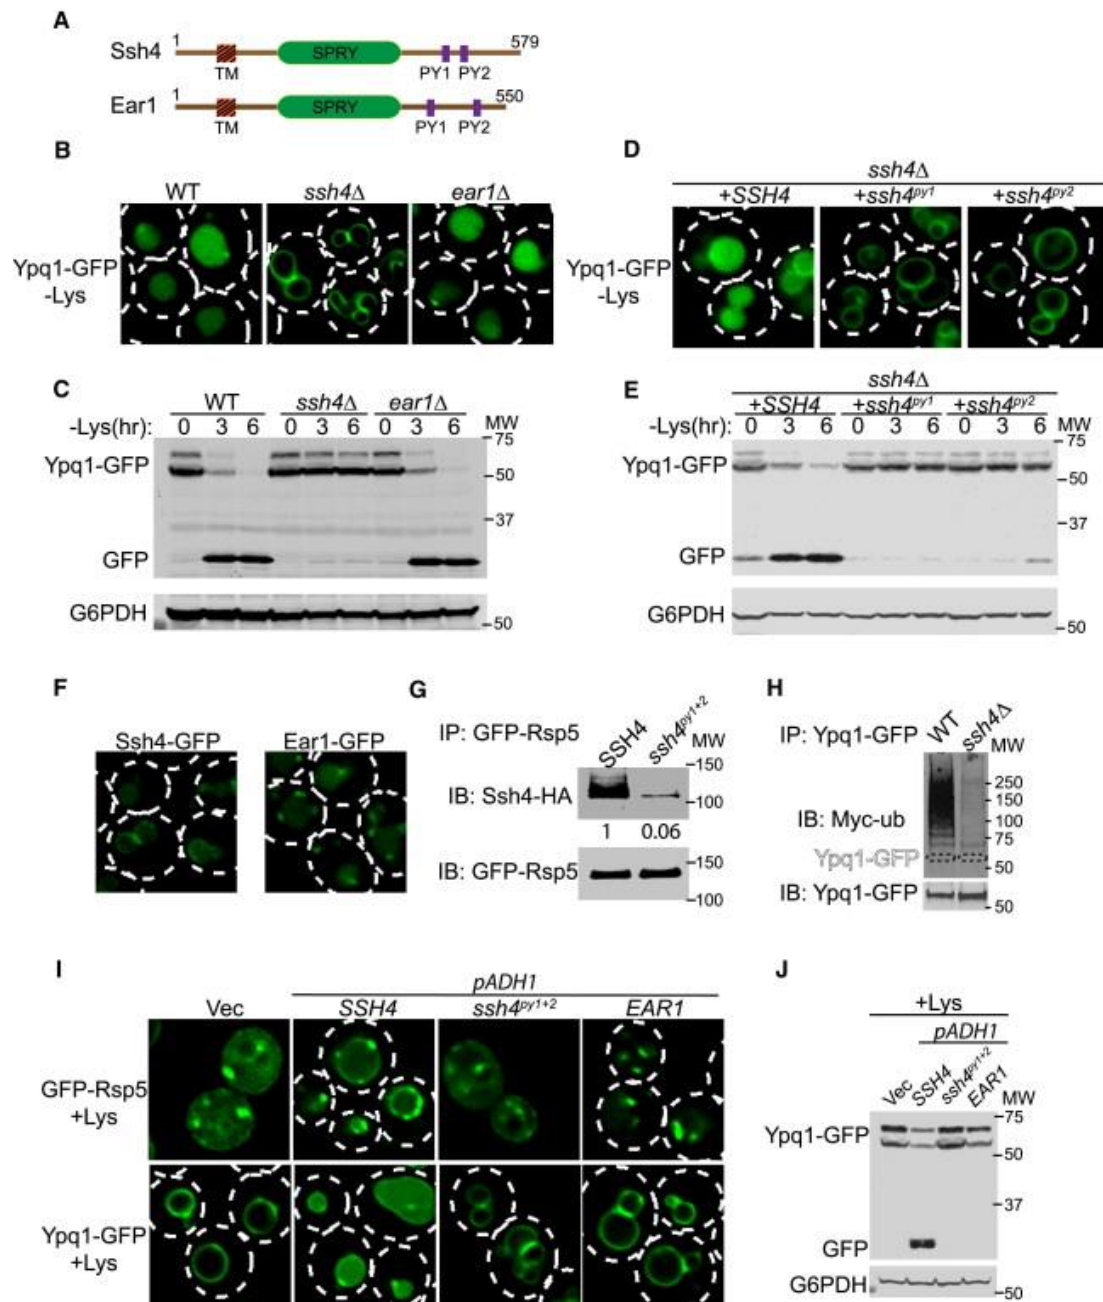 A
Ssh4
1
SPRY
579
TM
PY1
PY2
Ear1
1
SPRY
550
TM
PY1
PY2
B
WT
ssh4Δ
ear1Δ
Ypq1-GFP
-Lys
D
ssh4Δ
+SSH4
+ssh4py1
+ssh4py2
Ypq1-GFP
-Lys
C
WT ssh4Δ ear1Δ
-Lys(hr): 0 3 6 0 3 6 0 3 6 MW
Ypq1-GFP
GFP
G6PDH
75
50
37
50
E
ssh4Δ
+SSH4 +ssh4py1 +ssh4py2
-Lys(hr): 0 3 6 0 3 6 0 3 6 MW
Ypq1-GFP
GFP
G6PDH
75
50
37
50
F
Ssh4-GFP
Ear1-GFP
G
IP: GFP-Rsp5
SSH4
ssh4py1+2
MW
IB: Ssh4-HA
150
100
1 0.06
IB: GFP-Rsp5
150
100
H
IP: Ypq1-GFP
WT
ssh4Δ
MW
IB: Myc-ub
250
150
100
75
50
Ypq1-GFP
IB: Ypq1-GFP
50
I
pADH1
Vec
SSH4
ssh4py1+2
EAR1
GFP-Rsp5
+Lys
Ypq1-GFP
+Lys
J
+Lys
pADH1
Vec
SSH4
ssh4py1+2
EAR1
MW
Ypq1-GFP
75
50
37
GFP
G6PDH
50